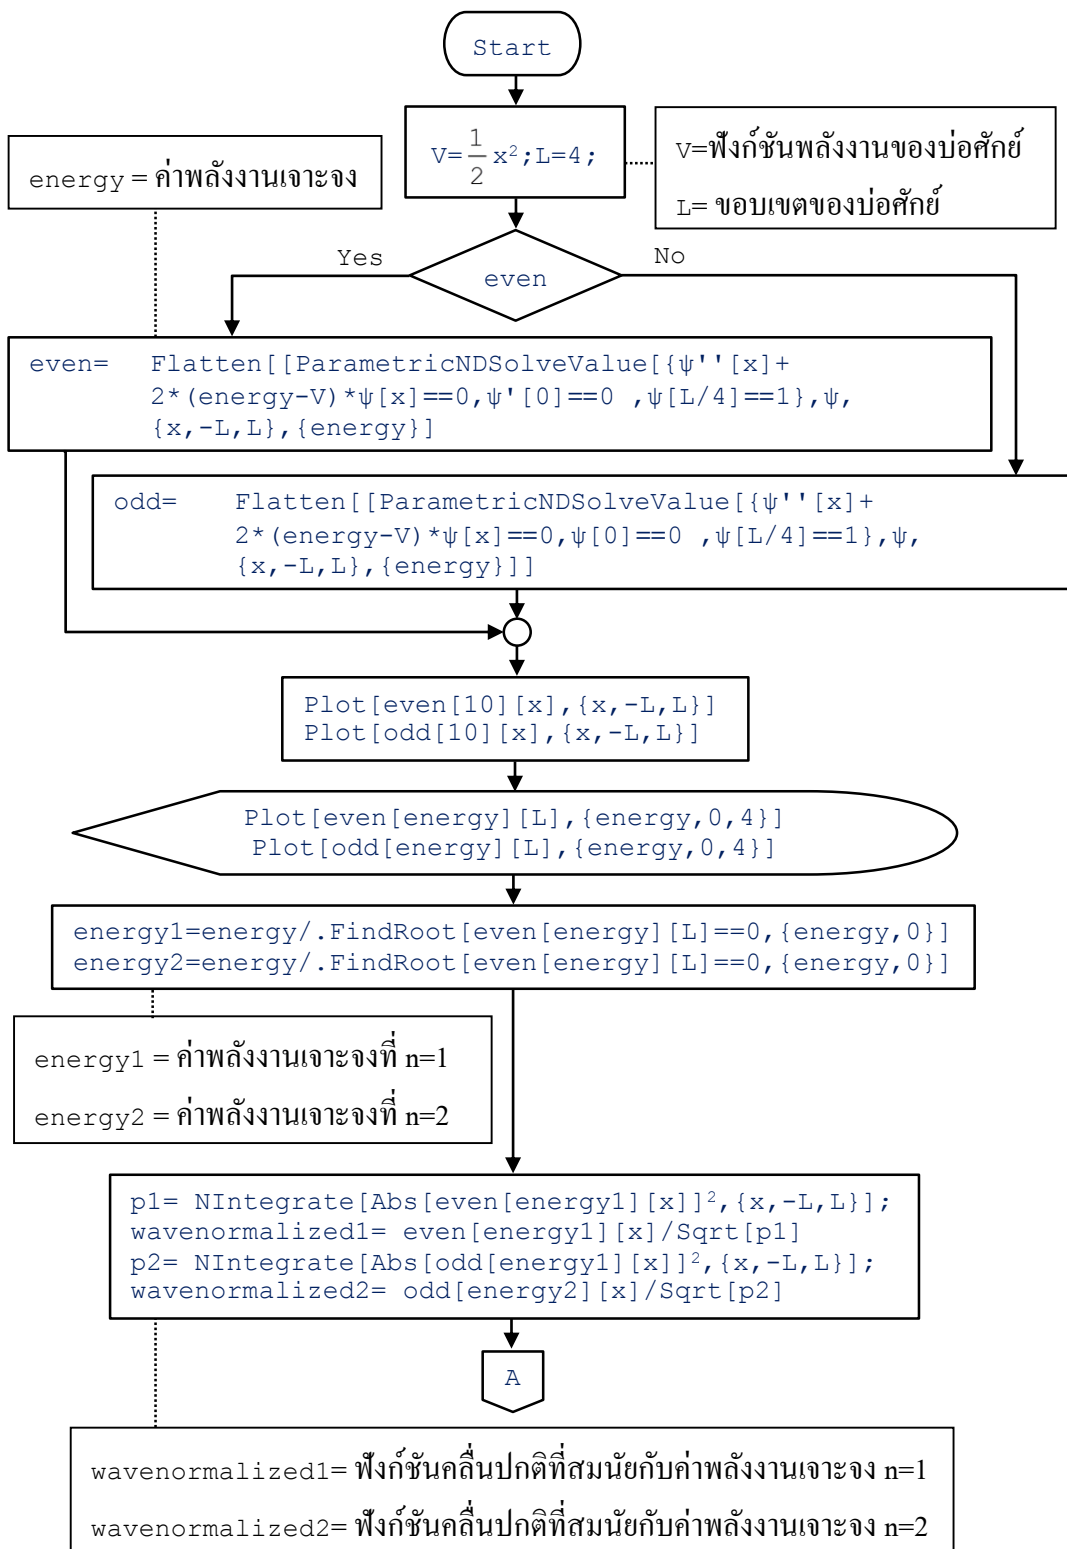 Start
V=1/2 x²;L=4;
V=ฟังก์ชันพลังงานของบ่อศักย์
L= ขอบเขตของบ่อศักย์
energy = ค่าพลังงานเจาะจง
Yes
No
even
even= Flatten[[ParametricNDSolveValue[{ψ''[x]+
2*(energy-V)*ψ[x]==0,ψ'[0]==0 ,ψ[L/4]==1},ψ,
{x,-L,L},{energy}]
odd= Flatten[[ParametricNDSolveValue[{ψ''[x]+
2*(energy-V)*ψ[x]==0,ψ[0]==0 ,ψ[L/4]==1},ψ,
{x,-L,L},{energy}]]
Plot[even[10][x],{x,-L,L}]
Plot[odd[10][x],{x,-L,L}]
Plot[even[energy][L],{energy,0,4}]
Plot[odd[energy][L],{energy,0,4}]
energy1=energy/.FindRoot[even[energy][L]==0,{energy,0}]
energy2=energy/.FindRoot[even[energy][L]==0,{energy,0}]
energy1 = ค่าพลังงานเจาะจงที่ n=1
energy2 = ค่าพลังงานเจาะจงที่ n=2
p1= NIntegrate[Abs[even[energy1][x]]²,{x,-L,L}];
wavenormalized1= even[energy1][x]/Sqrt[p1]
p2= NIntegrate[Abs[odd[energy1][x]]²,{x,-L,L}];
wavenormalized2= odd[energy2][x]/Sqrt[p2]
A
wavenormalized1= ฟังก์ชันคลื่นปกติที่สมนัยกับค่าพลังงานเจาะจง n=1
wavenormalized2= ฟังก์ชันคลื่นปกติที่สมนัยกับค่าพลังงานเจาะจง n=2